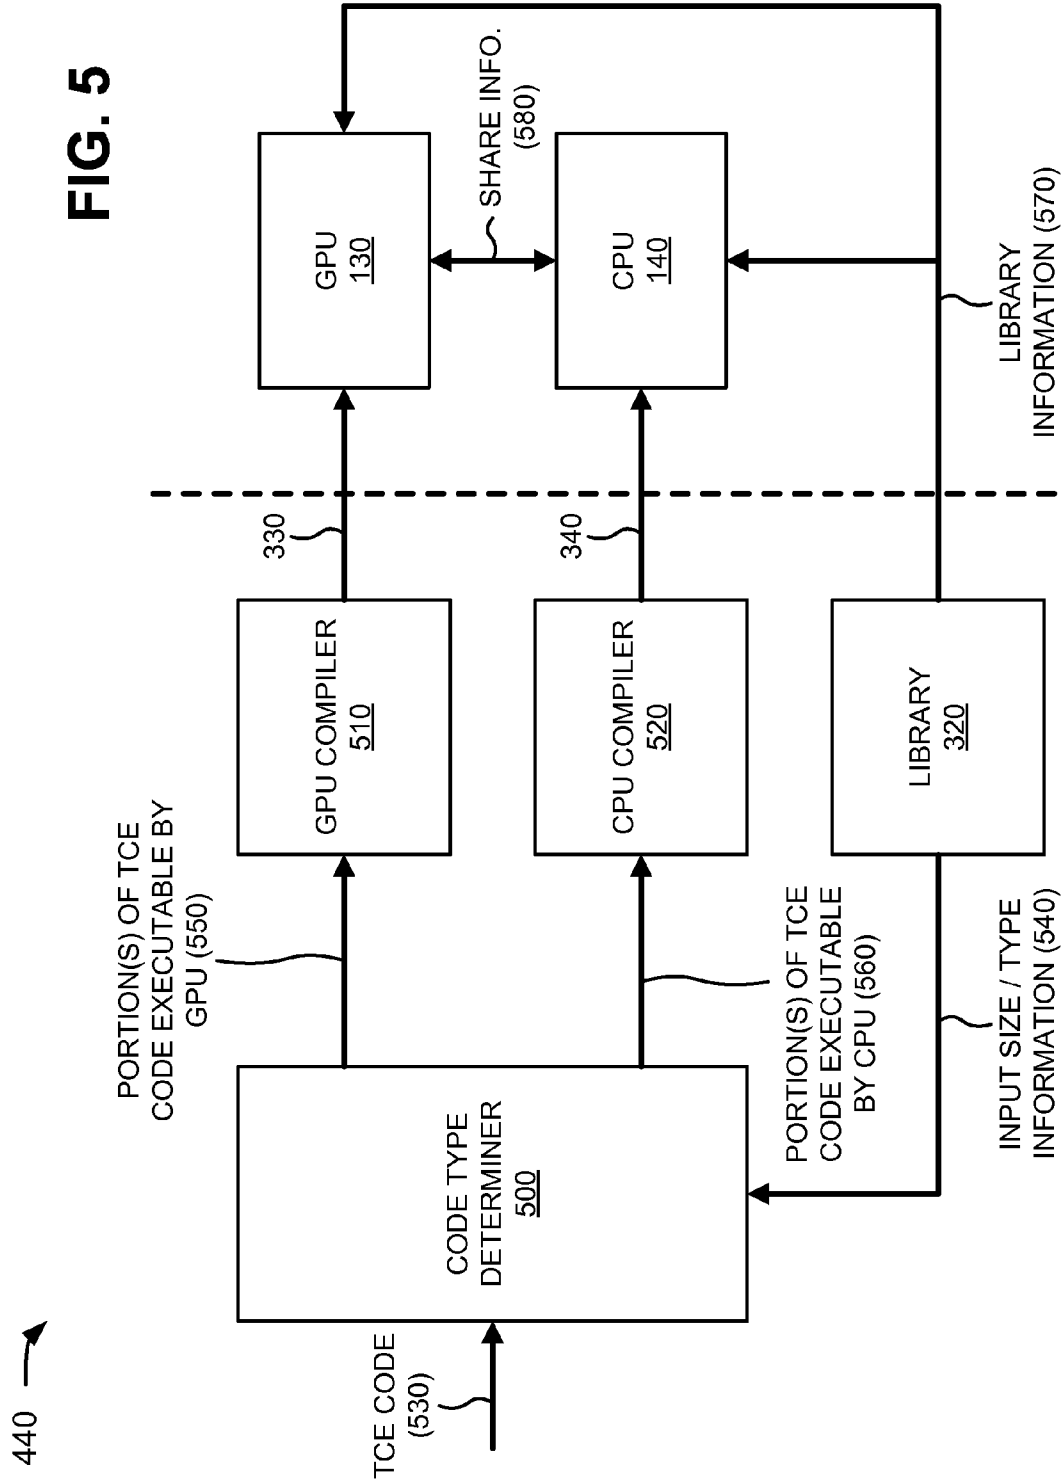 FIG. 5
440
TCE CODE
(530)
CODE TYPE
DETERMINER
500
PORTION(S) OF TCE
CODE EXECUTABLE BY
GPU (550)
PORTION(S) OF TCE
CODE EXECUTABLE
BY CPU (560)
INPUT SIZE / TYPE
INFORMATION (540)
GPU COMPILER
510
CPU COMPILER
520
LIBRARY
320
330
340
GPU
130
SHARE INFO.
(580)
CPU
140
LIBRARY
INFORMATION (570)